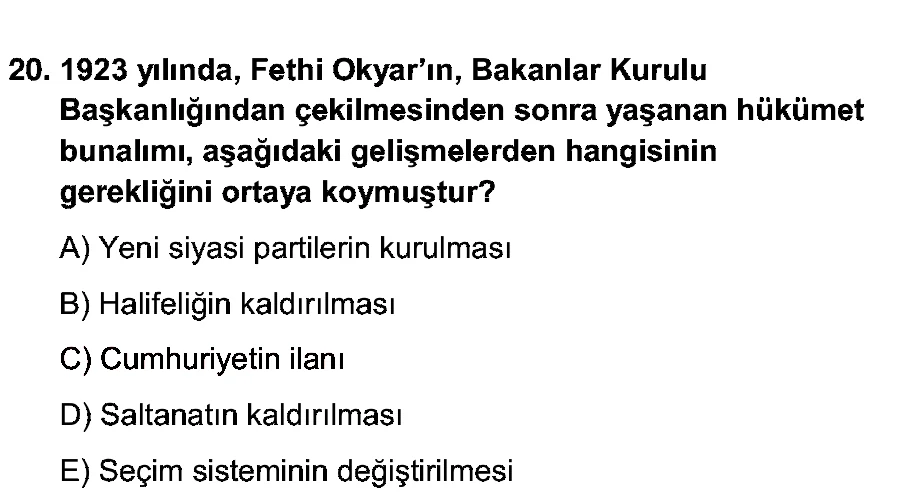 20. 1923 yılında, Fethi Okyar’ın, Bakanlar Kurulu
Başkanlığından çekilmesinden sonra yaşanan hükümet
bunalımı, aşağıdaki gelişmelerden hangisinin
gerekliğini ortaya koymuştur?
A) Yeni siyasi partilerin kurulması
B) Halifeliğin kaldırılması
C) Cumhuriyetin ilanı
D) Saltanatın kaldırılması
E) Seçim sisteminin değiştirilmesi